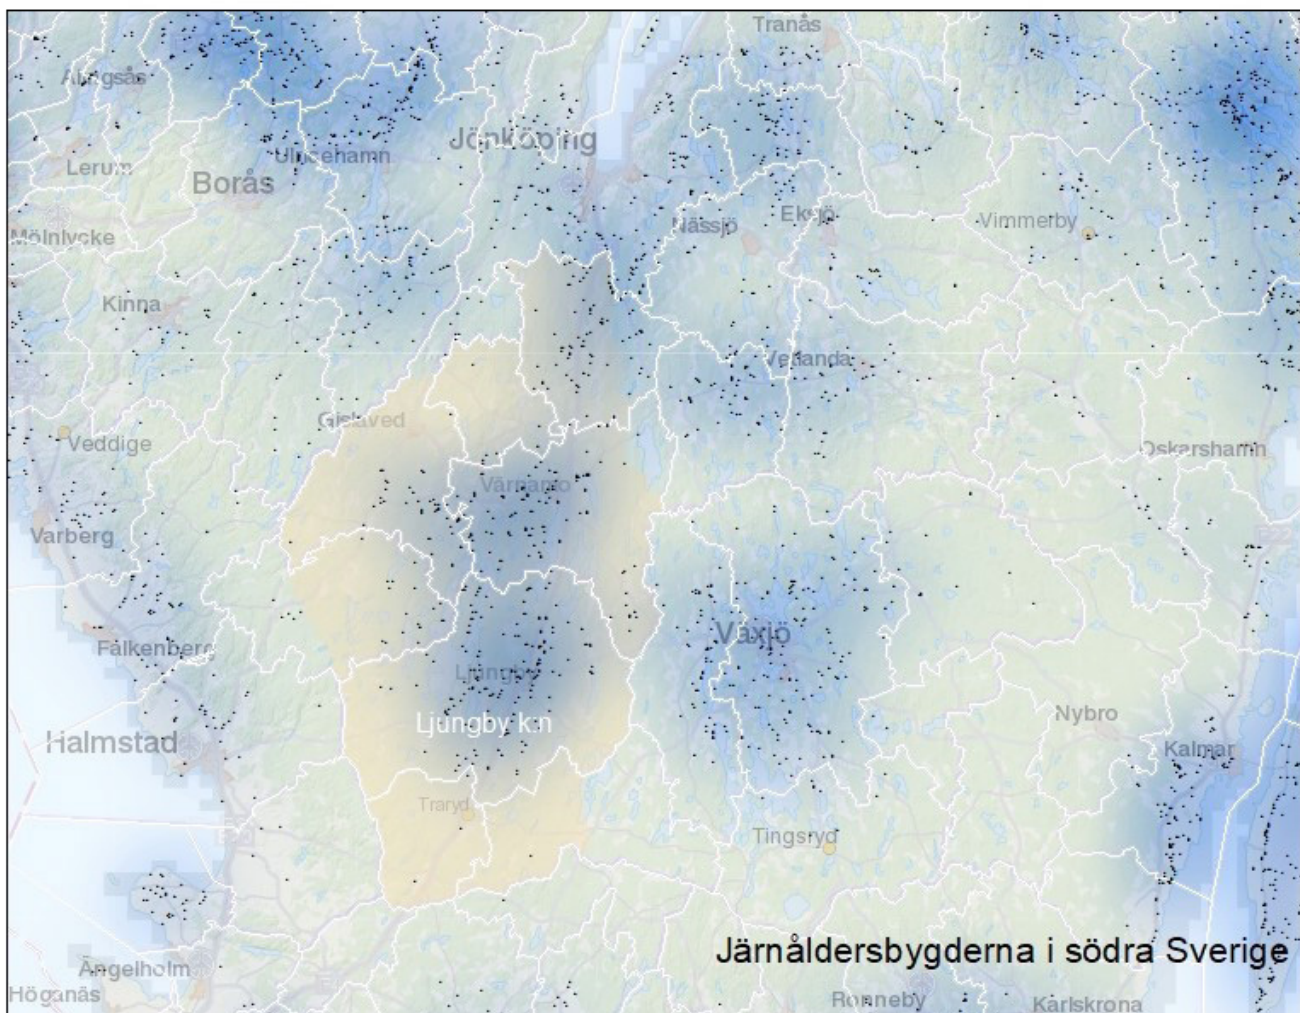 Tranås
Alingsås
Jönköping
Ulricehamn
Lerum
Borås
Eksjö
Nässjö
Vimmerby
Mölnlycke
Kinna
Vetlanda
Gislaved
Veddige
Oskarshamn
Värnamo
Varberg
E22
Växjö
Falkenberg
Ljungby
Ljungby k:n
Nybro
Halmstad
Kalmar
Traryd
Tingsryd
Järnåldersbygderna i södra Sverige
Ängelholm
Höganäs
Ronneby
Karlskrona